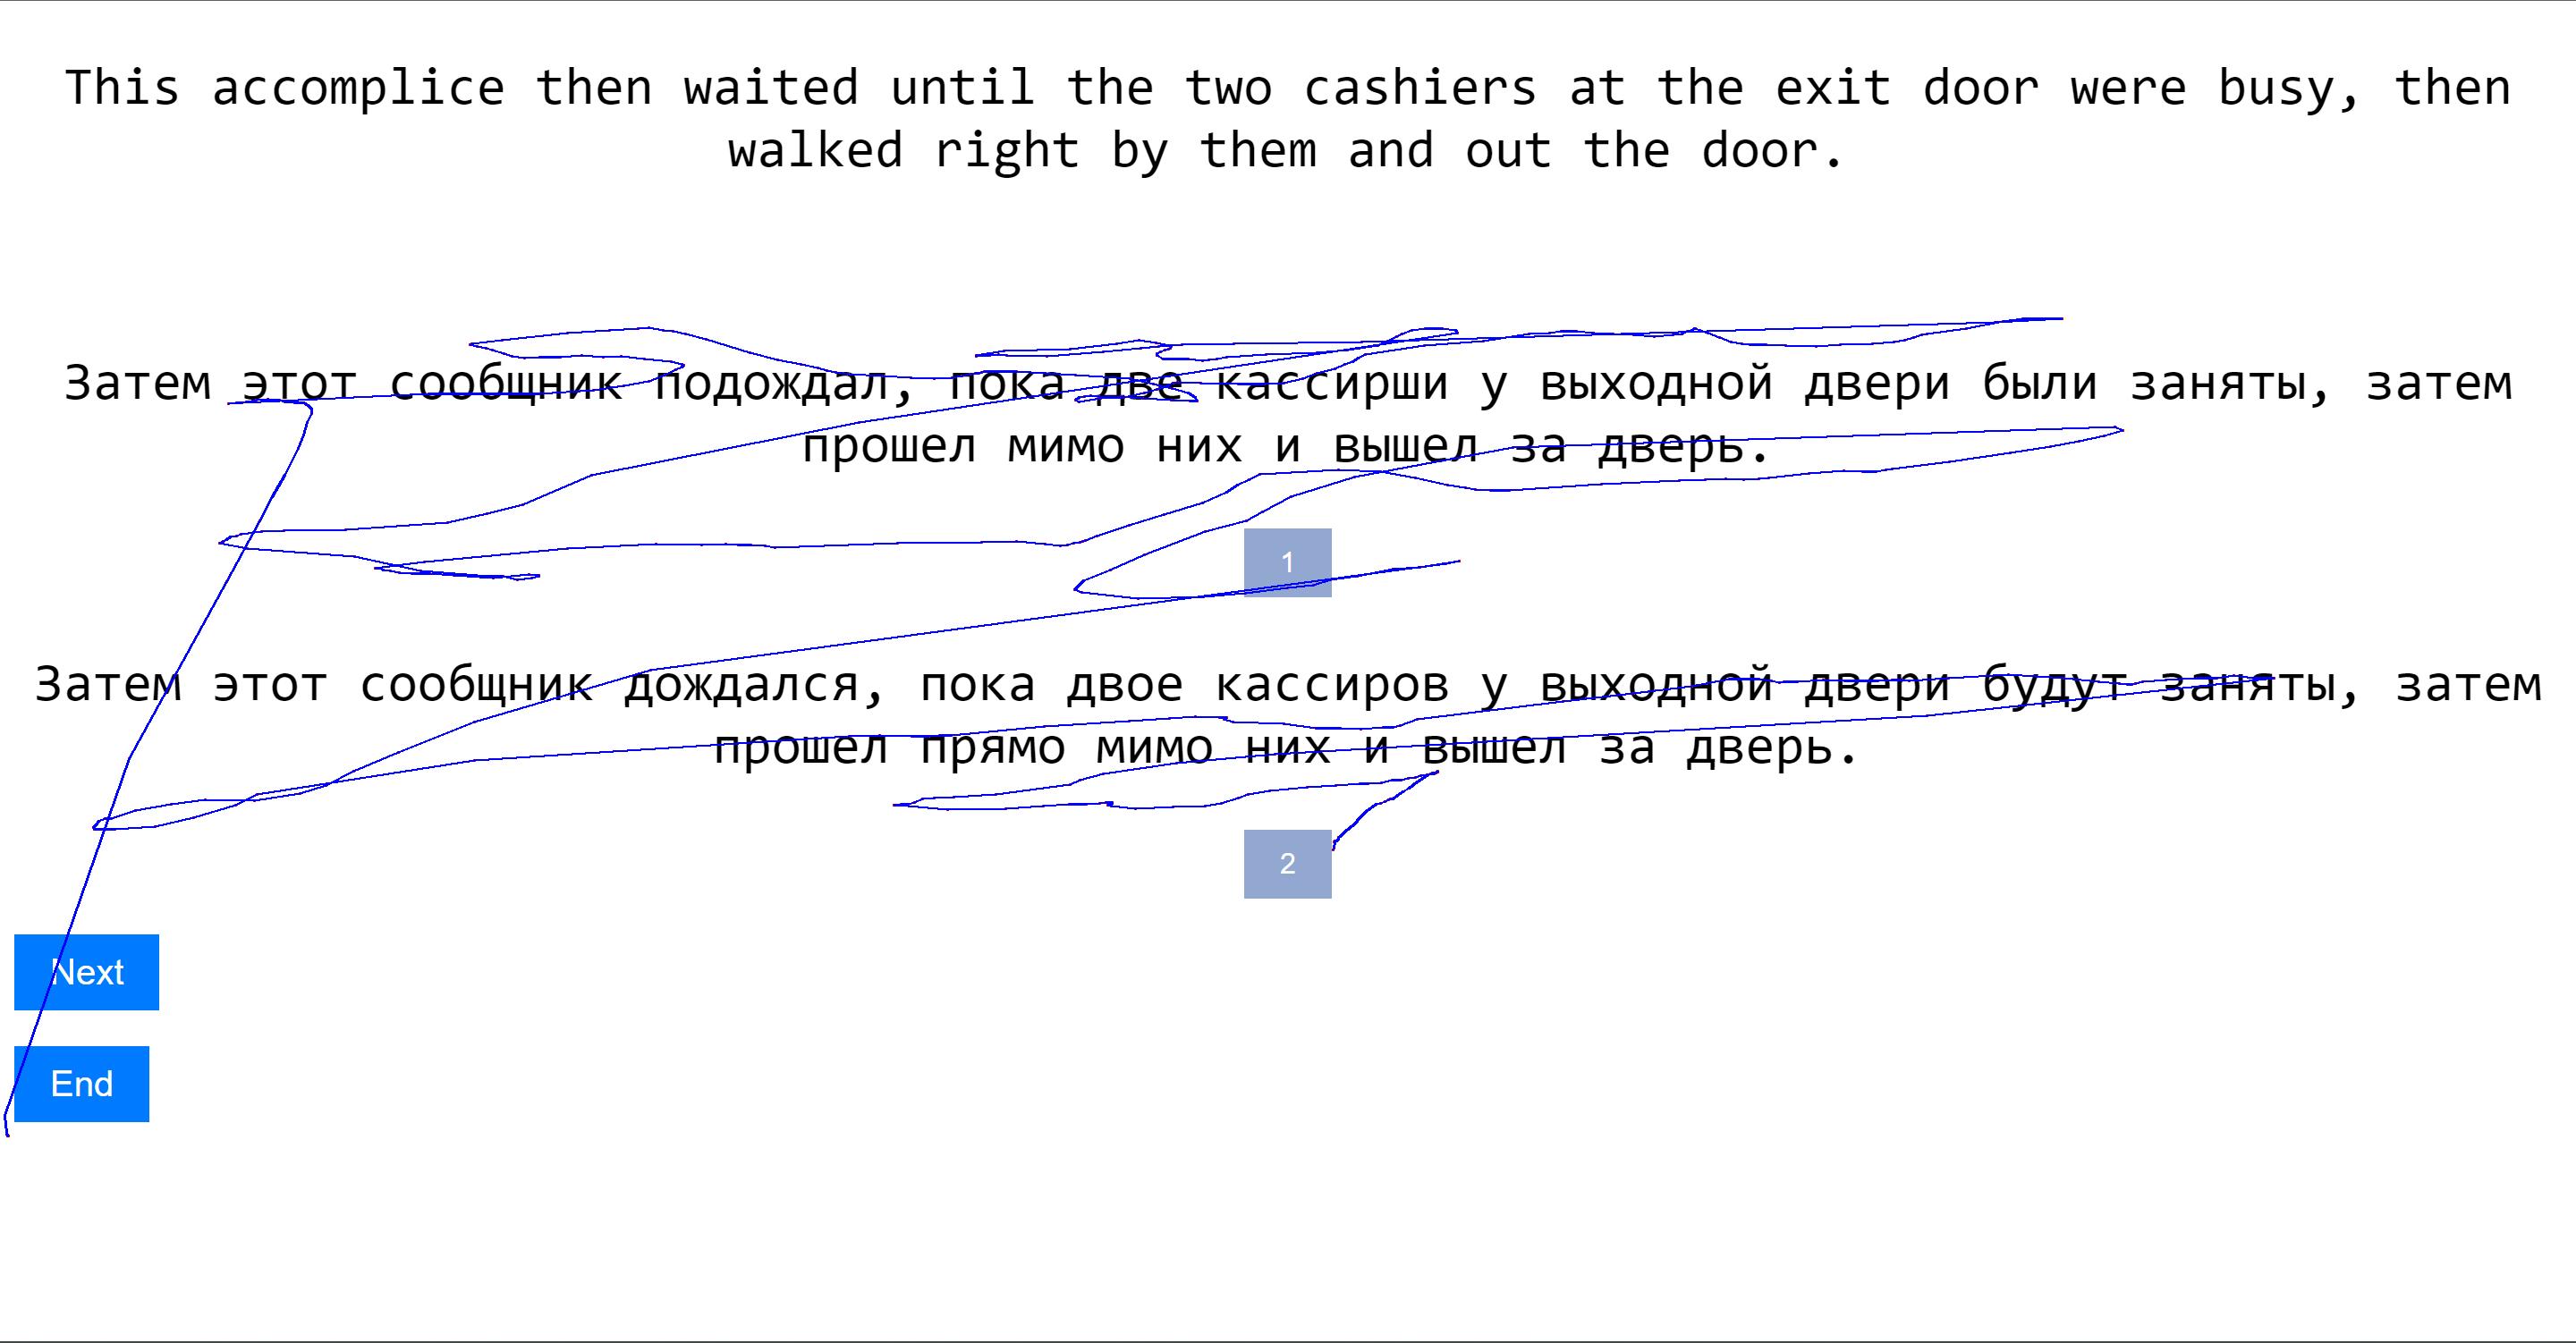 This accomplice then waited until the two cashiers at the exit door were busy, then
walked right by them and out the door.
Затем этот сообщник подождал, пока две кассирши у выходной двери были заняты, затем
прошел мимо них и вышел за дверь.
1
Затем этот сообщник дождался, пока двое кассиров у выходной двери будут заняты, затем
прошел прямо мимо них и вышел за дверь.
2
Next
End